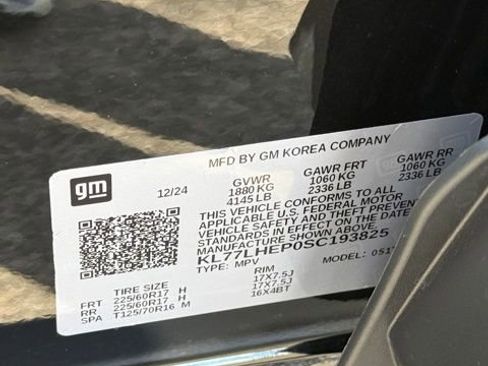 MFD BY GM KOREA COMPANY
gm
12/24
GVWR GAWR FRT GAWR RR
1880 KG 1060 KG 1060 KG
4145 LB 2336 LB 2336 LB
THIS VEHICLE CONFORMS TO ALL
APPLICABLE U.S. FEDERAL MOTOR
VEHICLE SAFETY AND THEFT
STANDARDS IN EFFECT ON THE DATE
MANUFACTURE SHOWN ABOVE.
KL77LHEP0SC193825
TYPE: MPV MODEL:
TIRE SIZE RIM
FRT 225/60R17 H 17X7.5J
RR 225/60R17 H 17X7.5J
SPA T125/70R16 M 16X4BT